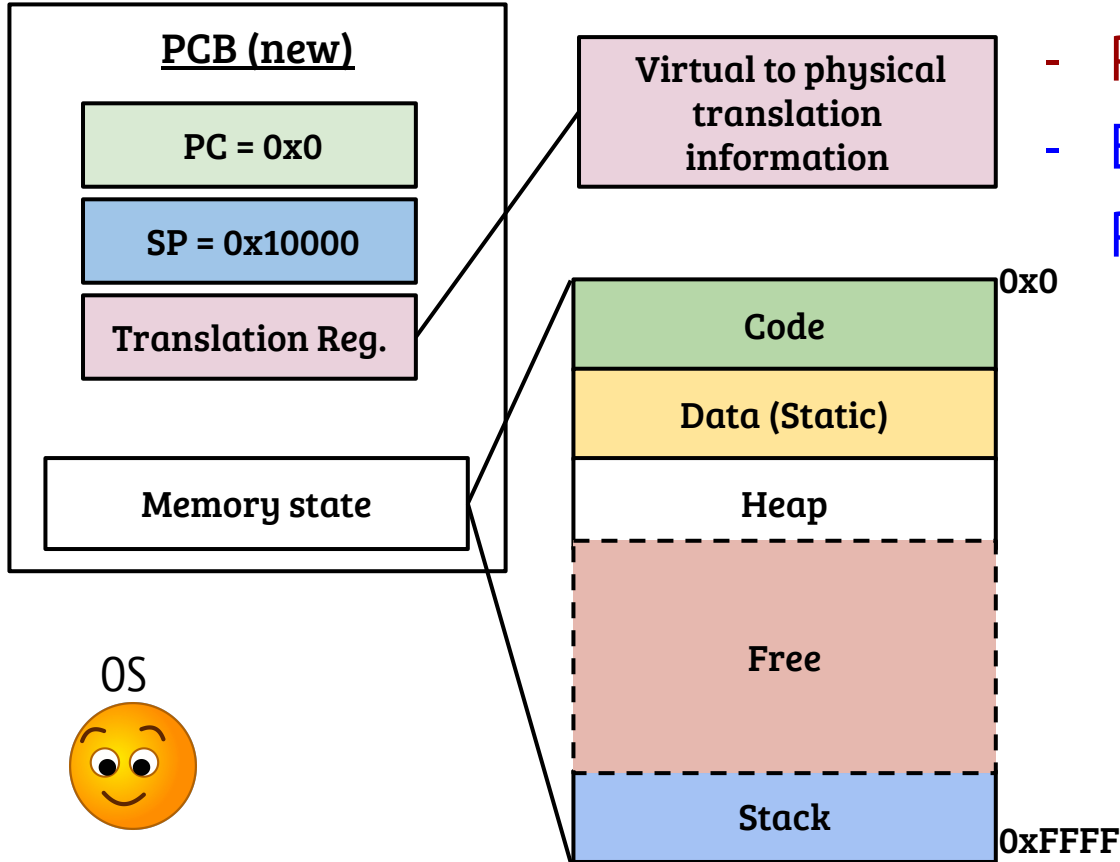 PCB (new)
PC = 0x0
SP = 0x10000
Translation Reg.
Memory state
OS
Virtual to physical
translation
information
0x0
Code
Data (Static)
Heap
Free
Stack
0xFFFF
-
-